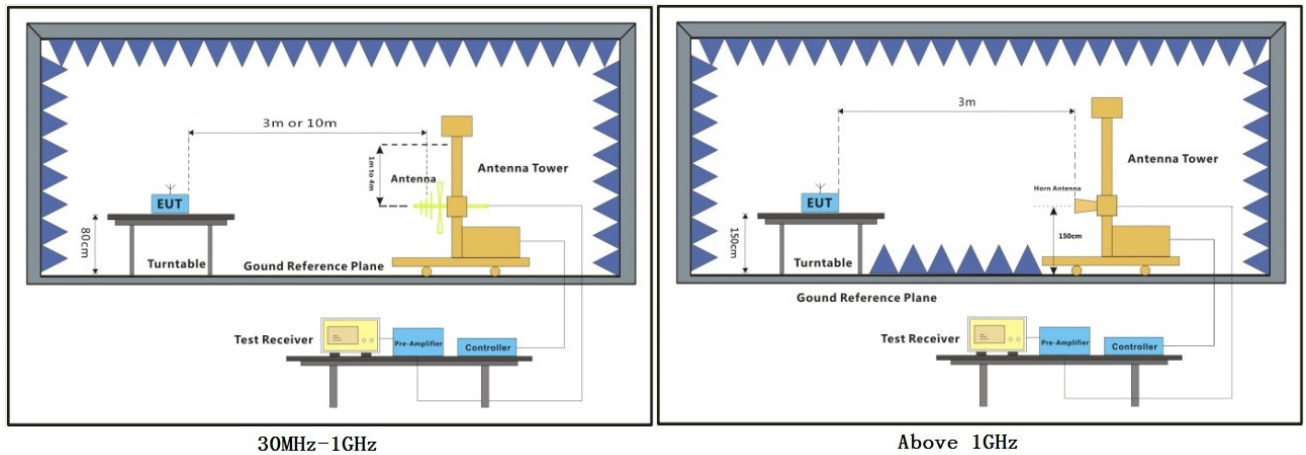 3m or 10m
1m to 4m
Antenna Tower
Antenna
EUT
80cm
Turntable
Gound Reference Plane
Test Receiver
Pre-Amplifier
Controller
30MHz-1GHz
3m
Antenna Tower
Horn Antenna
EUT
150cm
150cm
Turntable
Gound Reference Plane
Test Receiver
Pre-Amplifier
Controller
Above 1GHz